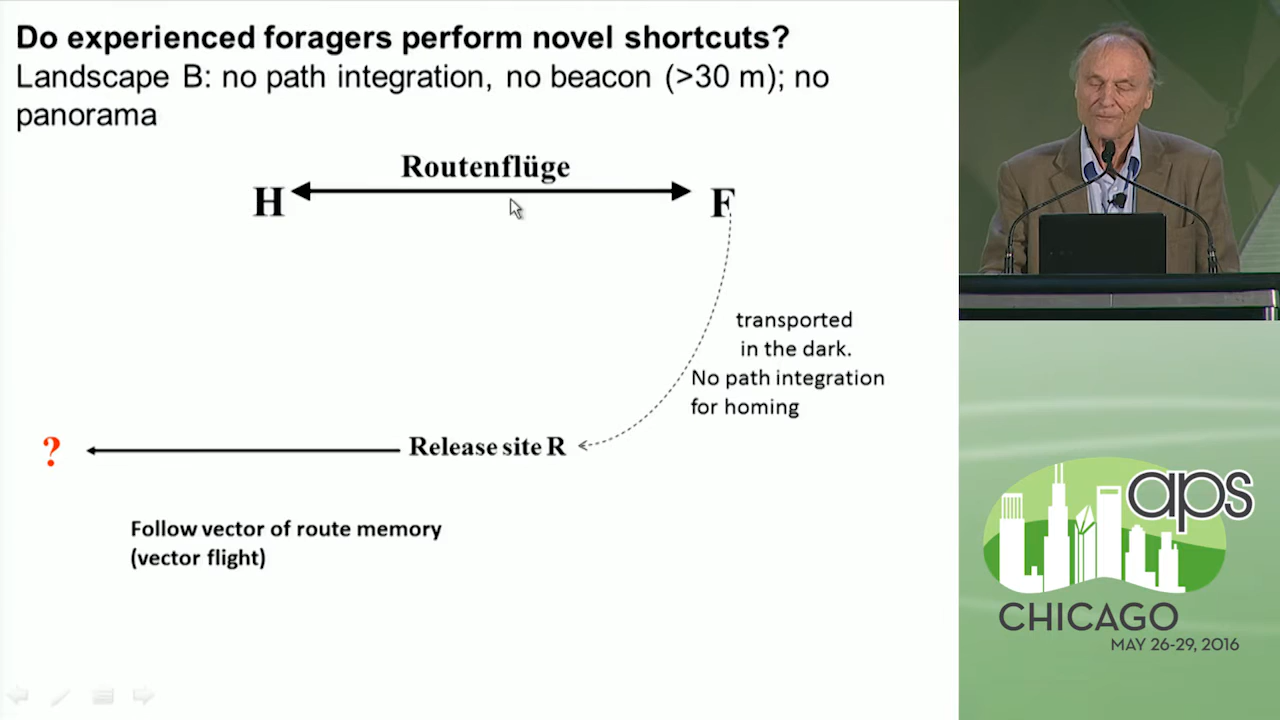 Do experienced foragers perform novel shortcuts?
Landscape B: no path integration, no beacon (>30 m); no
panorama
Routenflüge
H
F
transported
in the dark.
No path integration
for homing
?
Release site R
Follow vector of route memory
(vector flight)
aps
CHICAGO
MAY 26-29, 2016